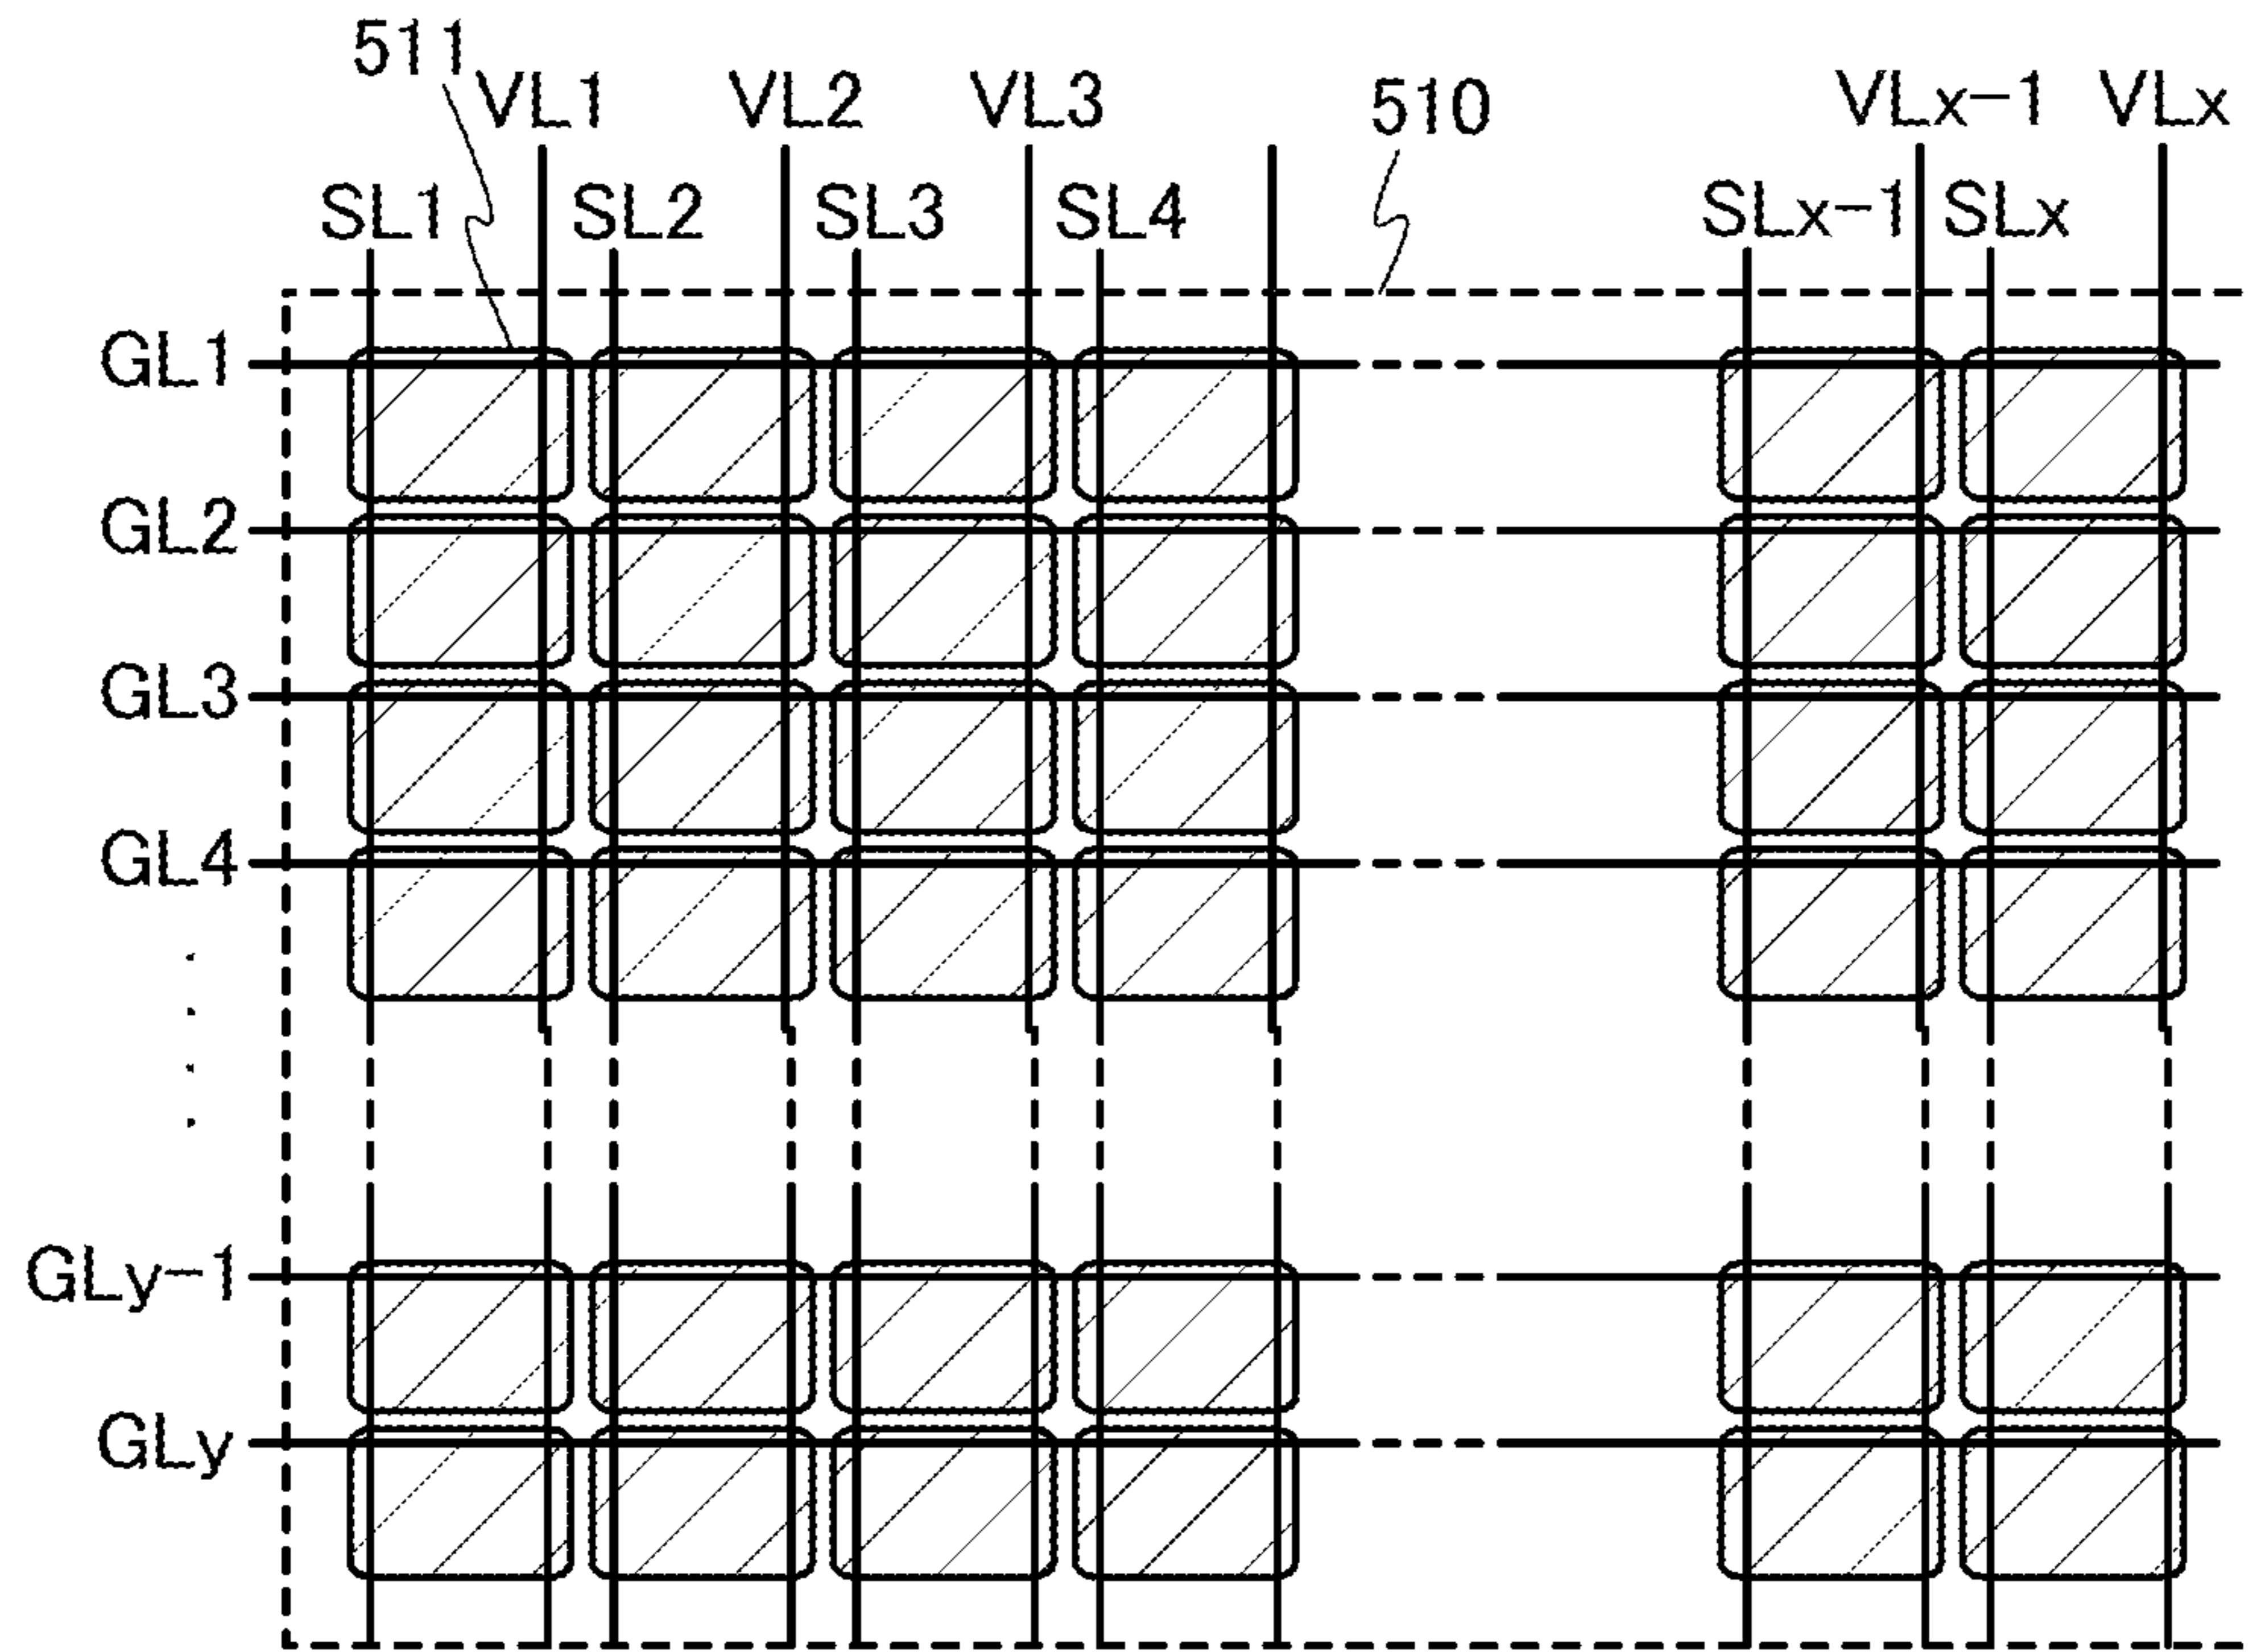 511
VL1 VL2 VL3 510 VLx-1 VLx
SL1 SL2 SL3 SL4 SLx-1 SLx
GL1
GL2
GL3
GL4
GLy-1
GLy